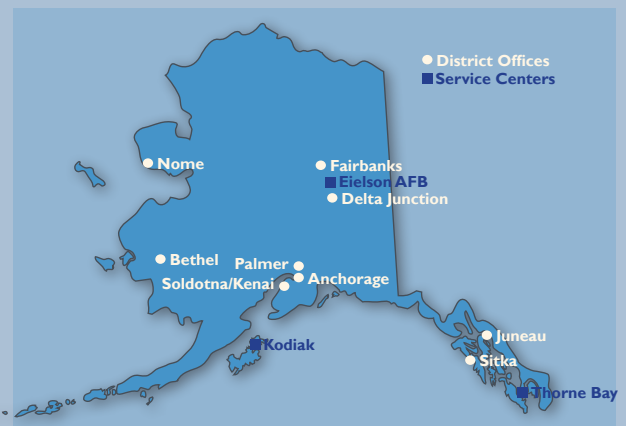 District Offices
Service Centers
Nome
Fairbanks
Eielson AFB
Delta Junction
Bethel
Palmer
Anchorage
Soldotna/Kenai
Juneau
Kodiak
Sitka
Thorne Bay